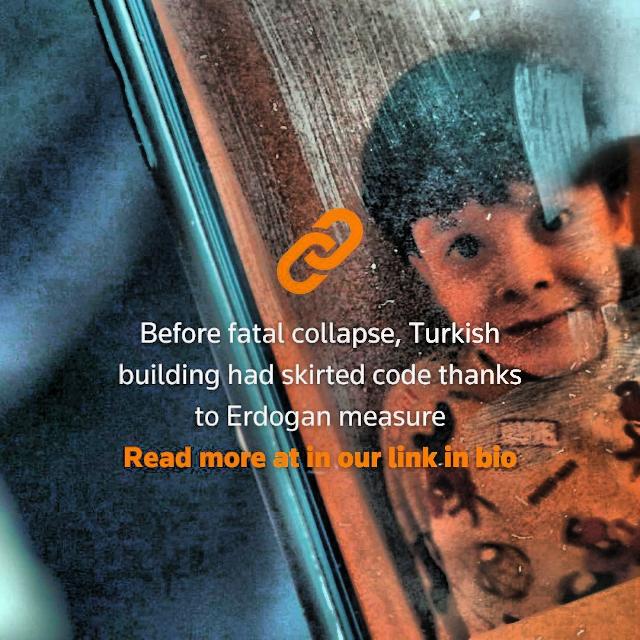 Before fatal collapse, Turkish
building had skirted code thanks
to Erdogan measure
Read more at in our link in bio